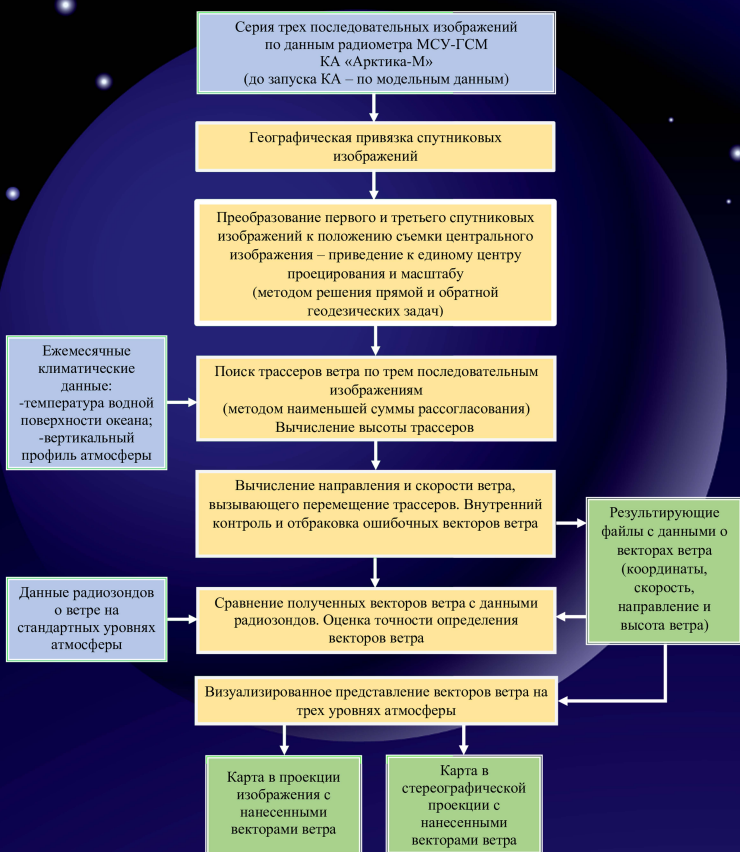 Серия трех последовательных изображений
по данным радиометра МСУ-ГСМ
КА «Арктика-М»
(до запуска КА – по модельным данным)
Географическая привязка спутниковых
изображений
Преобразование первого и третьего спутниковых
изображений к положению съемки центрального
изображения – приведение к единому центру
проецирования и масштабу
(методом решения прямой и обратной
геодезических задач)
Ежемесячные
климатические
данные:
-температура водной
поверхности океана;
-вертикальный
профиль атмосферы
Поиск трассеров ветра по трем последовательным
изображениям
(методом наименьшей суммы рассогласования)
Вычисление высоты трассеров
Вычисление направления и скорости ветра,
вызывающего перемещение трассеров. Внутренний
контроль и отбраковка ошибочных векторов ветра
Результирующие
файлы с данными о
векторах ветра
(координаты,
скорость,
направление и
высота ветра)
Данные радиозондов
о ветре на
стандартных уровнях
атмосферы
Сравнение полученных векторов ветра с данными
радиозондов. Оценка точности определения
векторов ветра
Визуализированное представление векторов ветра на
трех уровнях атмосферы
Карта в проекции
изображения с
нанесенными
векторами ветра
Карта в
стереографической
проекции с
нанесенными
векторами ветра